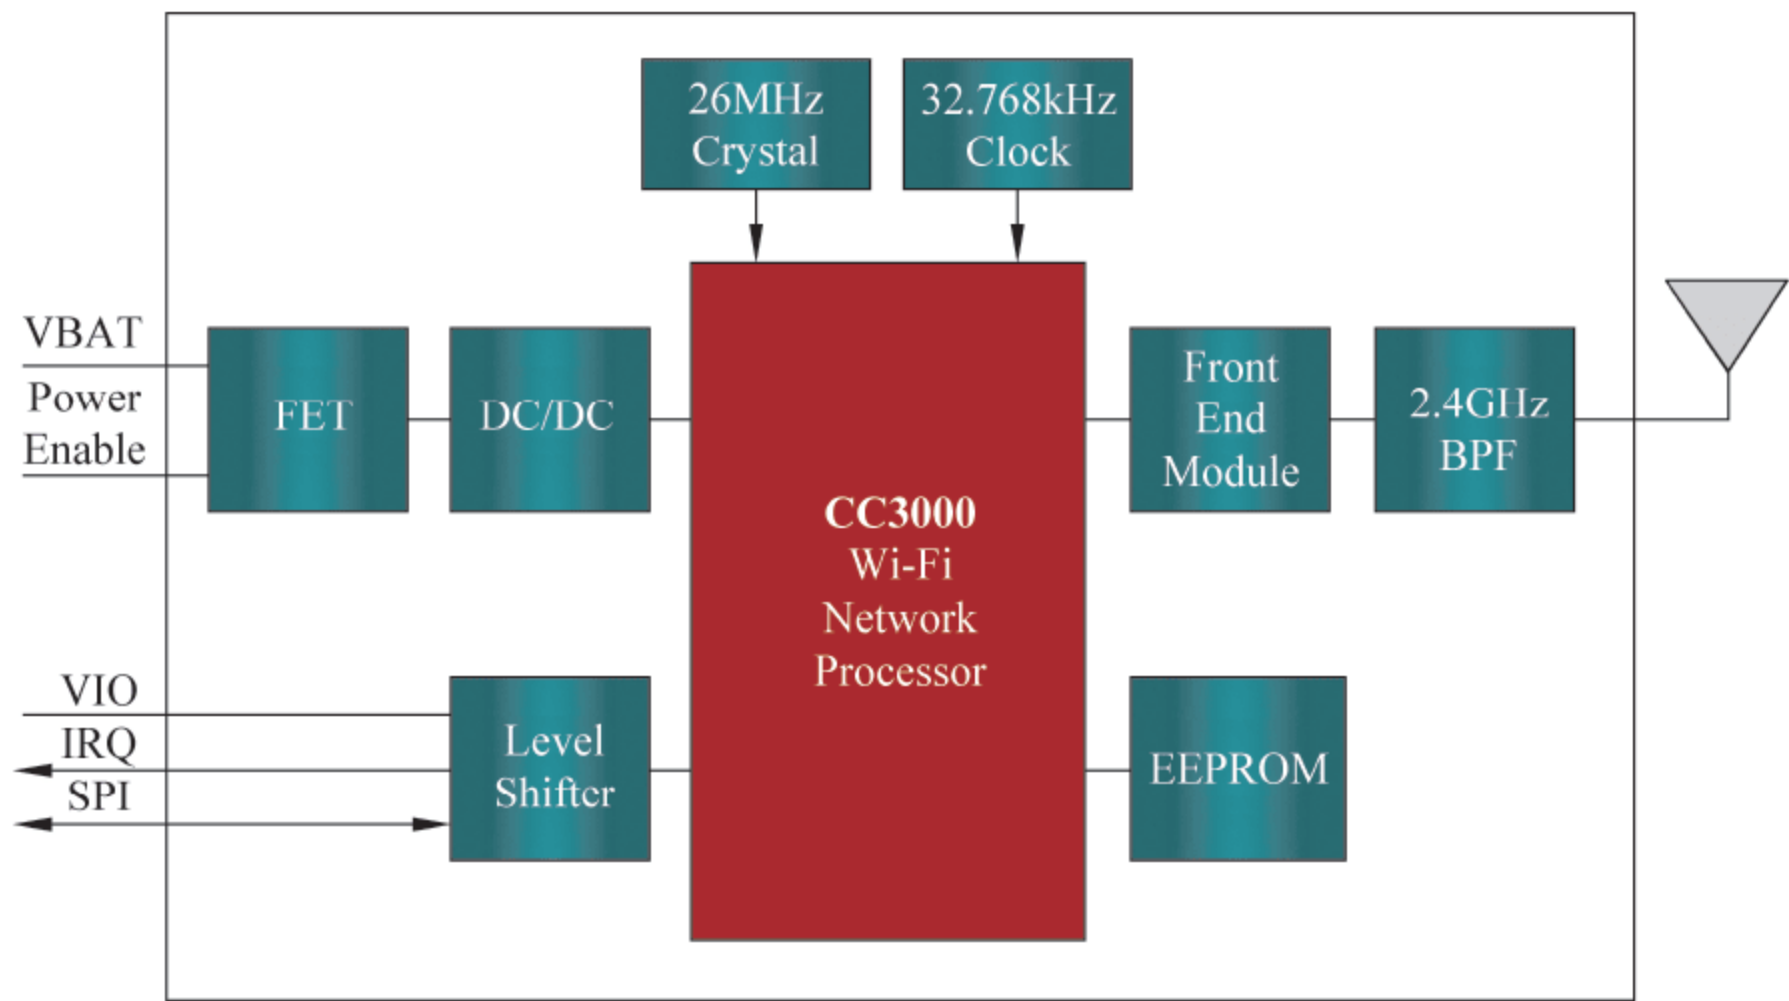 26MHz
Crystal
32.768kHz
Clock
VBAT
Power
Enable
FET
DC/DC
CC3000
Wi-Fi
Network
Processor
Front
End
Module
2.4GHz
BPF
VIO
IRQ
SPI
Level
Shifter
EEPROM